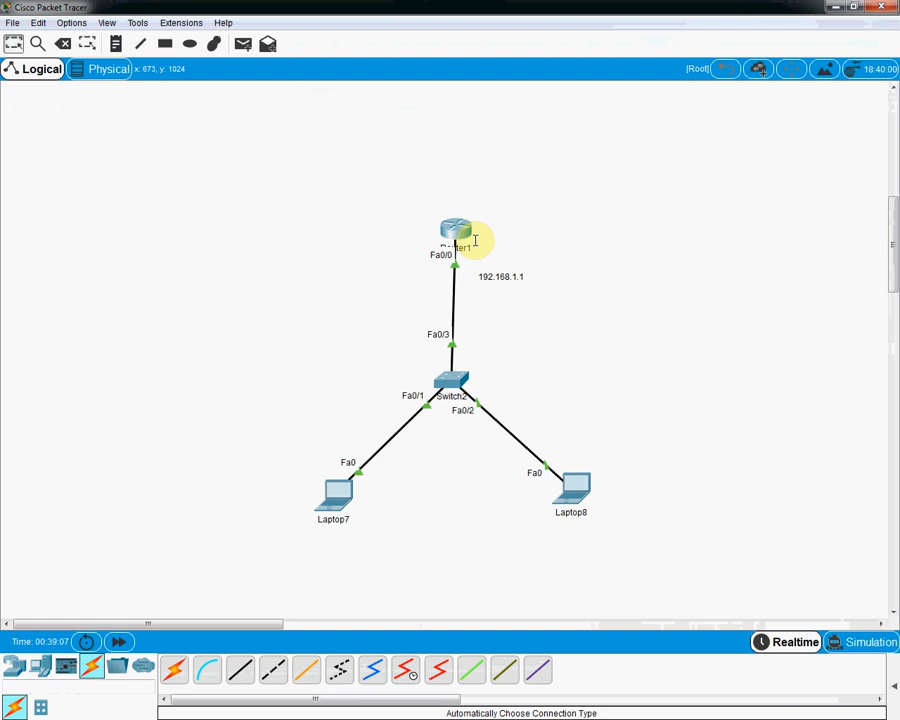 Cisco Packet Tracer
File Edit Options View Tools Extensions Help
Logical Physical x: 673, y: 1024 [Root] 18:40:00
Router1
Fa0/0
192.168.1.1
Fa0/3
Fa0/1 Switch2
Fa0/2
Fa0 Fa0
Laptop7 Laptop8
Time: 00:39:07 Realtime Simulation
Automatically Choose Connection Type